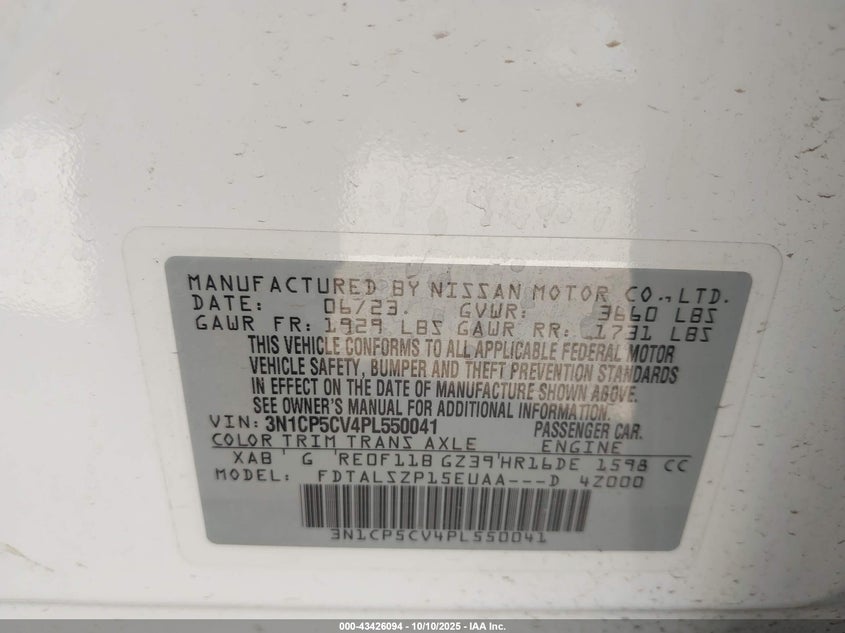 MANUFACTURED BY NISSAN MOTOR CO.,LTD.
DATE: 06/23. GVWR: 3660 LBS
GAWR FR: 1929 LBS GAWR RR: 1731 LBS
THIS VEHICLE CONFORMS TO ALL APPLICABLE FEDERAL MOTOR
VEHICLE SAFETY, BUMPER AND THEFT PREVENTION STANDARDS
IN EFFECT ON THE DATE OF MANUFACTURE SHOWN ABOVE.
SEE OWNER'S MANUAL FOR ADDITIONAL INFORMATION.
VIN: 3N1CP5CV4PL550041 PASSENGER CAR.
COLOR TRIM TRANS AXLE ENGINE
XAB G RE0F11B GZ39 HR16DE 1598 CC
MODEL: FDTALSZP15EUAA---D 4Z000
3N1CP5CV4PL550041
000-43426094 - 10/10/2025 - IAA Inc.